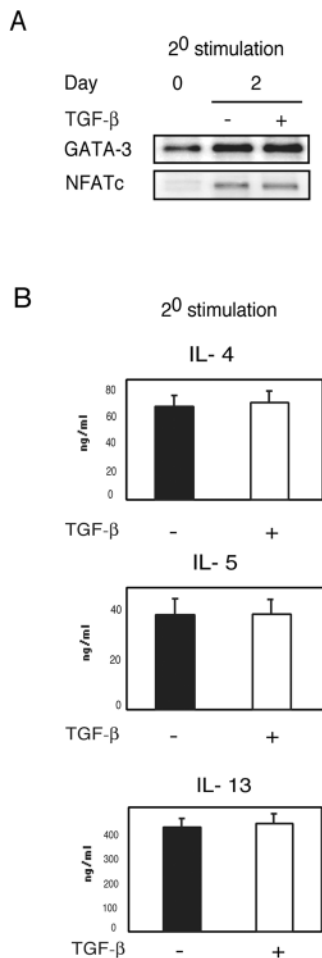 A
2⁰ stimulation
Day 0 2
TGF-β - +
GATA-3
NFATc
B
2⁰ stimulation
IL- 4
80
60
40
20
0
ng/ml
TGF-β - +
IL- 5
40
20
0
ng/ml
TGF-β - +
IL- 13
400
300
200
100
0
ng/ml
TGF-β - +